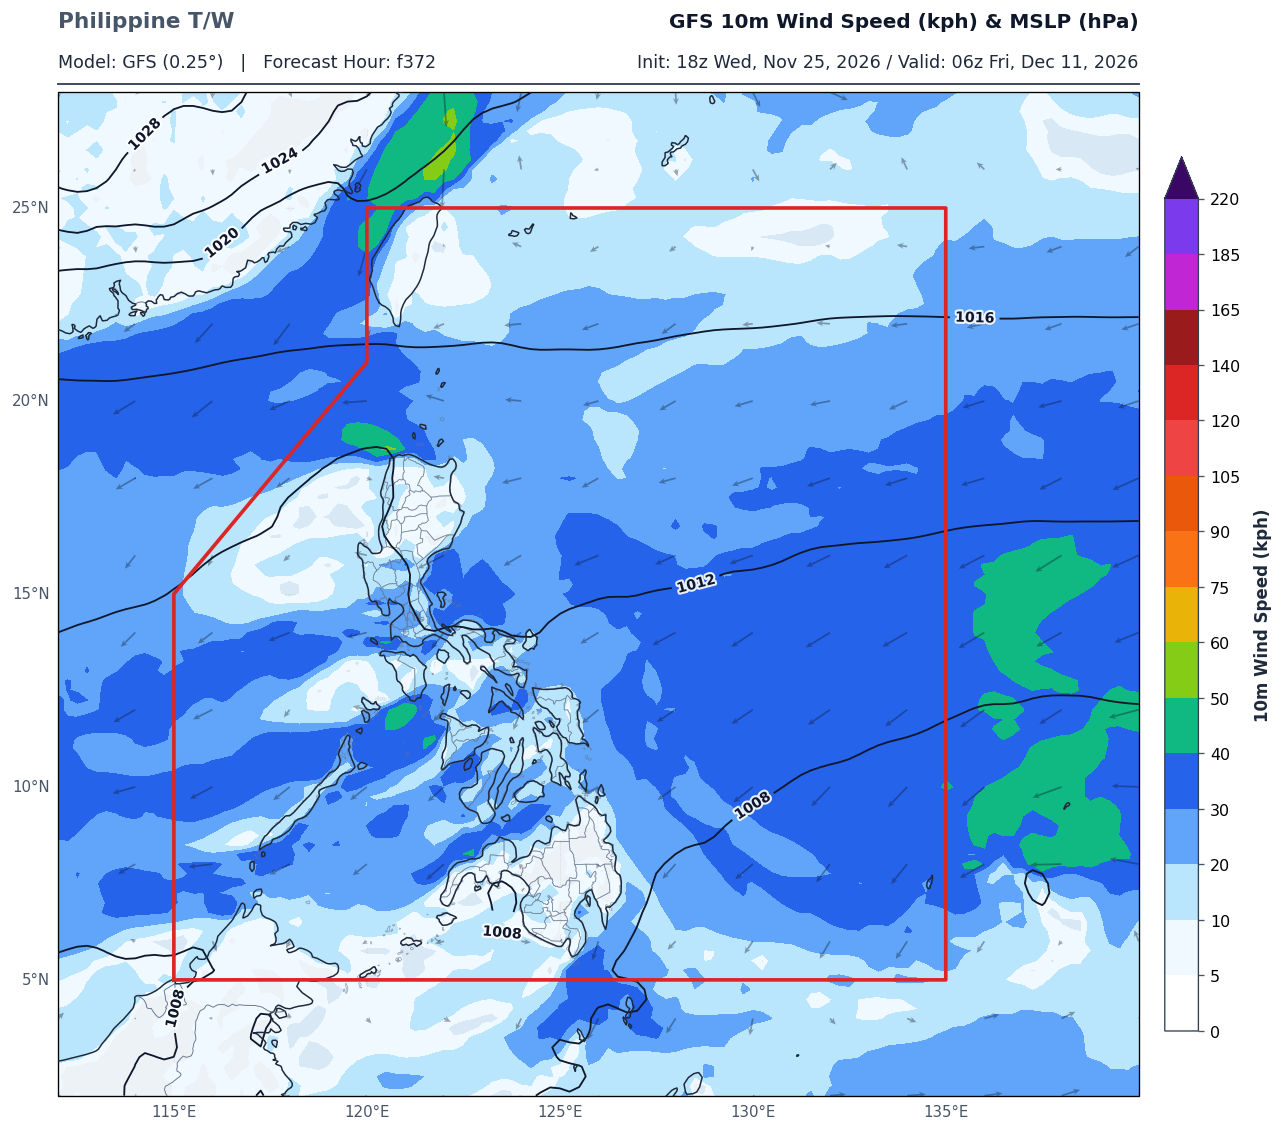 Philippine T/W
GFS 10m Wind Speed (kph) & MSLP (hPa)
Model: GFS (0.25°) | Forecast Hour: f372
Init: 18z Wed, Nov 25, 2026 / Valid: 06z Fri, Dec 11, 2026
1028
1024
1020
1016
1012
1008
1008
1008
25°N
20°N
15°N
10°N
5°N
115°E
120°E
125°E
130°E
135°E
220
185
165
140
120
105
90
75
60
50
40
30
20
10
5
0
10m Wind Speed (kph)